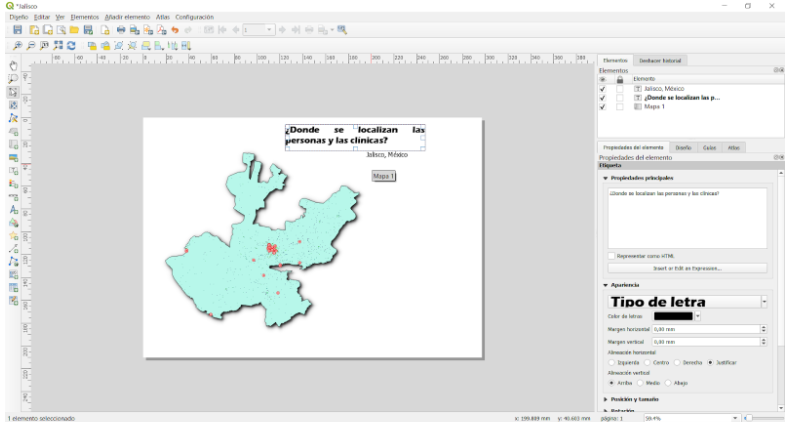 *Jalisco
Diseño Editar Ver Elementos Añadir elemento Atlas Configuración
¿Donde se localizan las
personas y las clínicas?
Jalisco, México
Mapa 1
Elementos Deshacer historial
Elementos
Elemento
Jalisco, México
¿Donde se localizan las p...
Mapa 1
Propiedades del elemento Diseño Guías Atlas
Propiedades del elemento
Etiqueta
Propiedades principales
¿Donde se localizan las personas y las clínicas?
Representar como HTML
Insert or Edit an Expression...
Apariencia
Tipo de letra
Color de letras
Margen horizontal 0,00 mm
Margen vertical 0,00 mm
Alineación horizontal
Izquierda Centro Derecha Justificar
Alineación vertical
Arriba Medio Abajo
Posición y tamaño
Rotación
1 elemento seleccionado
x: 199.809 mm y: 40.603 mm página: 1 59.4%